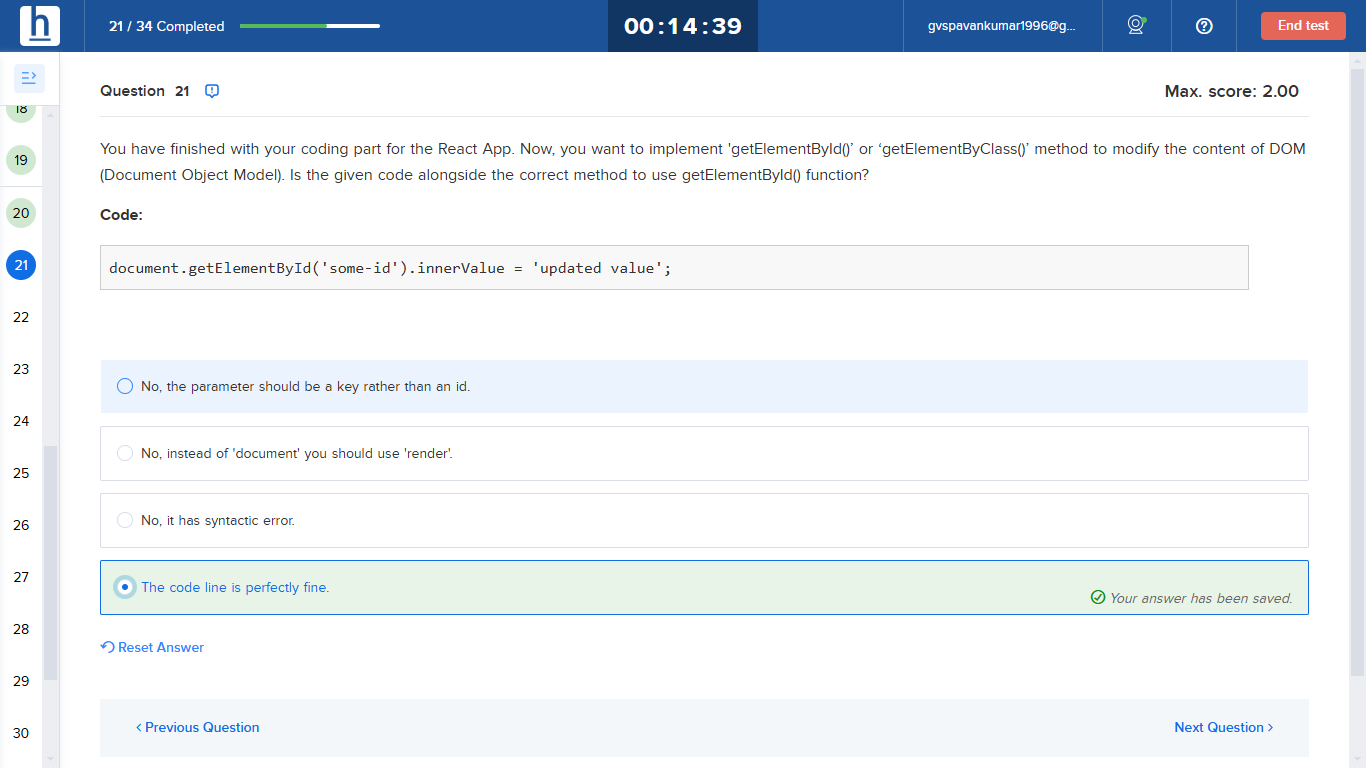 h
21 / 34 Completed
00:14:39
gvspavankumar1996@g...
End test
18
19
20
21
22
23
24
25
26
27
28
29
30
Question 21
Max. score: 2.00
You have finished with your coding part for the React App. Now, you want to implement 'getElementById()’ or ‘getElementByClass()’ method to modify the content of DOM
(Document Object Model). Is the given code alongside the correct method to use getElementById() function?
Code:
document.getElementById('some-id').innerValue = 'updated value';
No, the parameter should be a key rather than an id.
No, instead of 'document' you should use 'render'.
No, it has syntactic error.
The code line is perfectly fine.
Your answer has been saved.
Reset Answer
< Previous Question
Next Question >